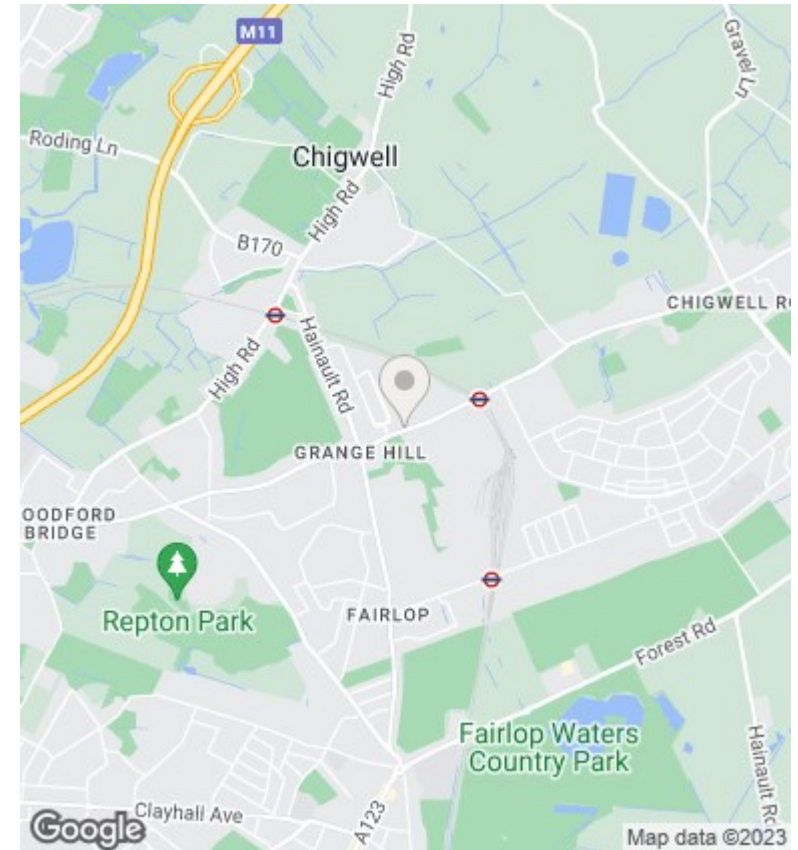 M11
High Rd
Gravel Ln
Roding Ln
Chigwell
High Rd
B170
CHIGWELL RO
High Rd
Hainault Rd
GRANGE HILL
OODFORD
BRIDGE
Repton Park
FAIRLOP
Forest Rd
Fairlop Waters
Country Park
Hainault Rd
A123
Clayhall Ave
Google
Map data ©2023